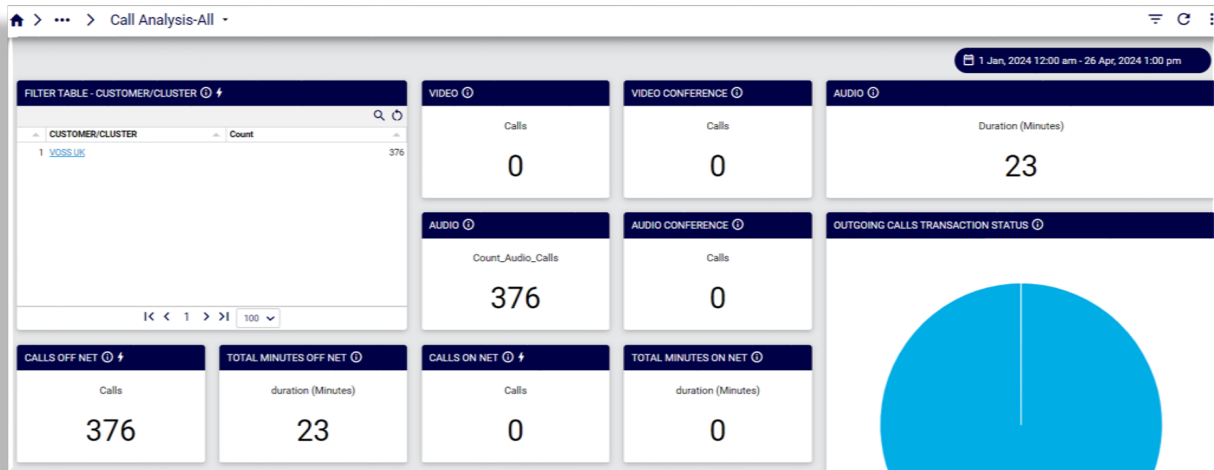 Call Analysis-All
1 Jan, 2024 12:00 am - 26 Apr, 2024 1:00 pm
FILTER TABLE - CUSTOMER/CLUSTER
CUSTOMER/CLUSTER Count
1 VOSS UK 376
1
100
VIDEO
Calls
0
VIDEO CONFERENCE
Calls
0
AUDIO
Duration (Minutes)
23
AUDIO
Count_Audio_Calls
376
AUDIO CONFERENCE
Calls
0
OUTGOING CALLS TRANSACTION STATUS
CALLS OFF NET
Calls
376
TOTAL MINUTES OFF NET
duration (Minutes)
23
CALLS ON NET
Calls
0
TOTAL MINUTES ON NET
duration (Minutes)
0